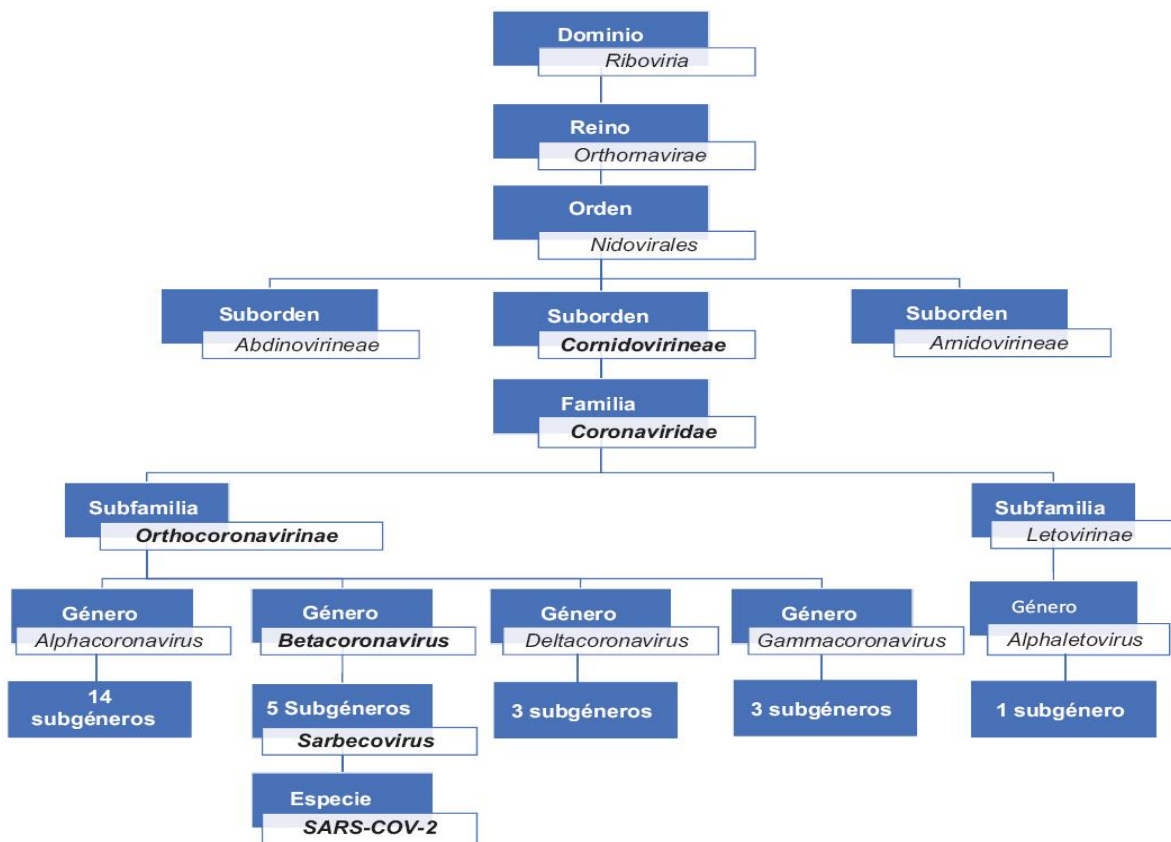 Dominio
Riboviria
Reino
Orthornavirae
Orden
Nidovirales
Suborden
Abdinovirineae
Suborden
Cornidovirineae
Suborden
Arnidovirineae
Familia
Coronaviridae
Subfamilia
Orthocoronavirinae
Subfamilia
Letovirinae
Género
Alphacoronavirus
Género
Betacoronavirus
Género
Deltacoronavirus
Género
Gammacoronavirus
Género
Alphaletovirus
14
subgéneros
5 Subgéneros
Sarbecovirus
3 subgéneros
3 subgéneros
1 subgénero
Especie
SARS-COV-2